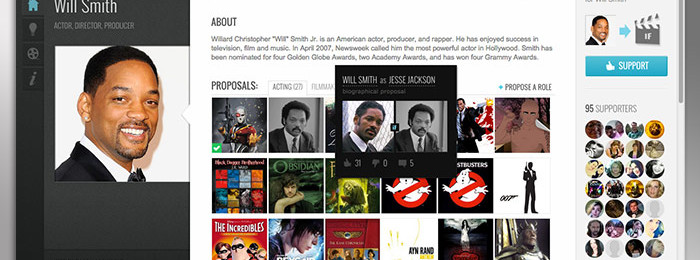 Will Smith
ACTOR, DIRECTOR, PRODUCER
ABOUT
Willard Christopher "Will" Smith Jr. is an American actor, producer, and rapper. He has enjoyed success in
television, film and music. In April 2007, Newsweek called him the most powerful actor in Hollywood. Smith has
been nominated for four Golden Globe Awards, two Academy Awards, and has won four Grammy Awards.
PROPOSALS:
ACTING (27)
FILMMAK
+ PROPOSE A ROLE
WILL SMITH as JESSE JACKSON
biographical proposal
if
31
0
5
Black Dagger Brotherhood
OBSIDIAN
GHOSTBUSTERS
007
THE INCREDIBLES
BEYOND
AYN RAND
for Will Smith
IF
SUPPORT
95 SUPPORTERS